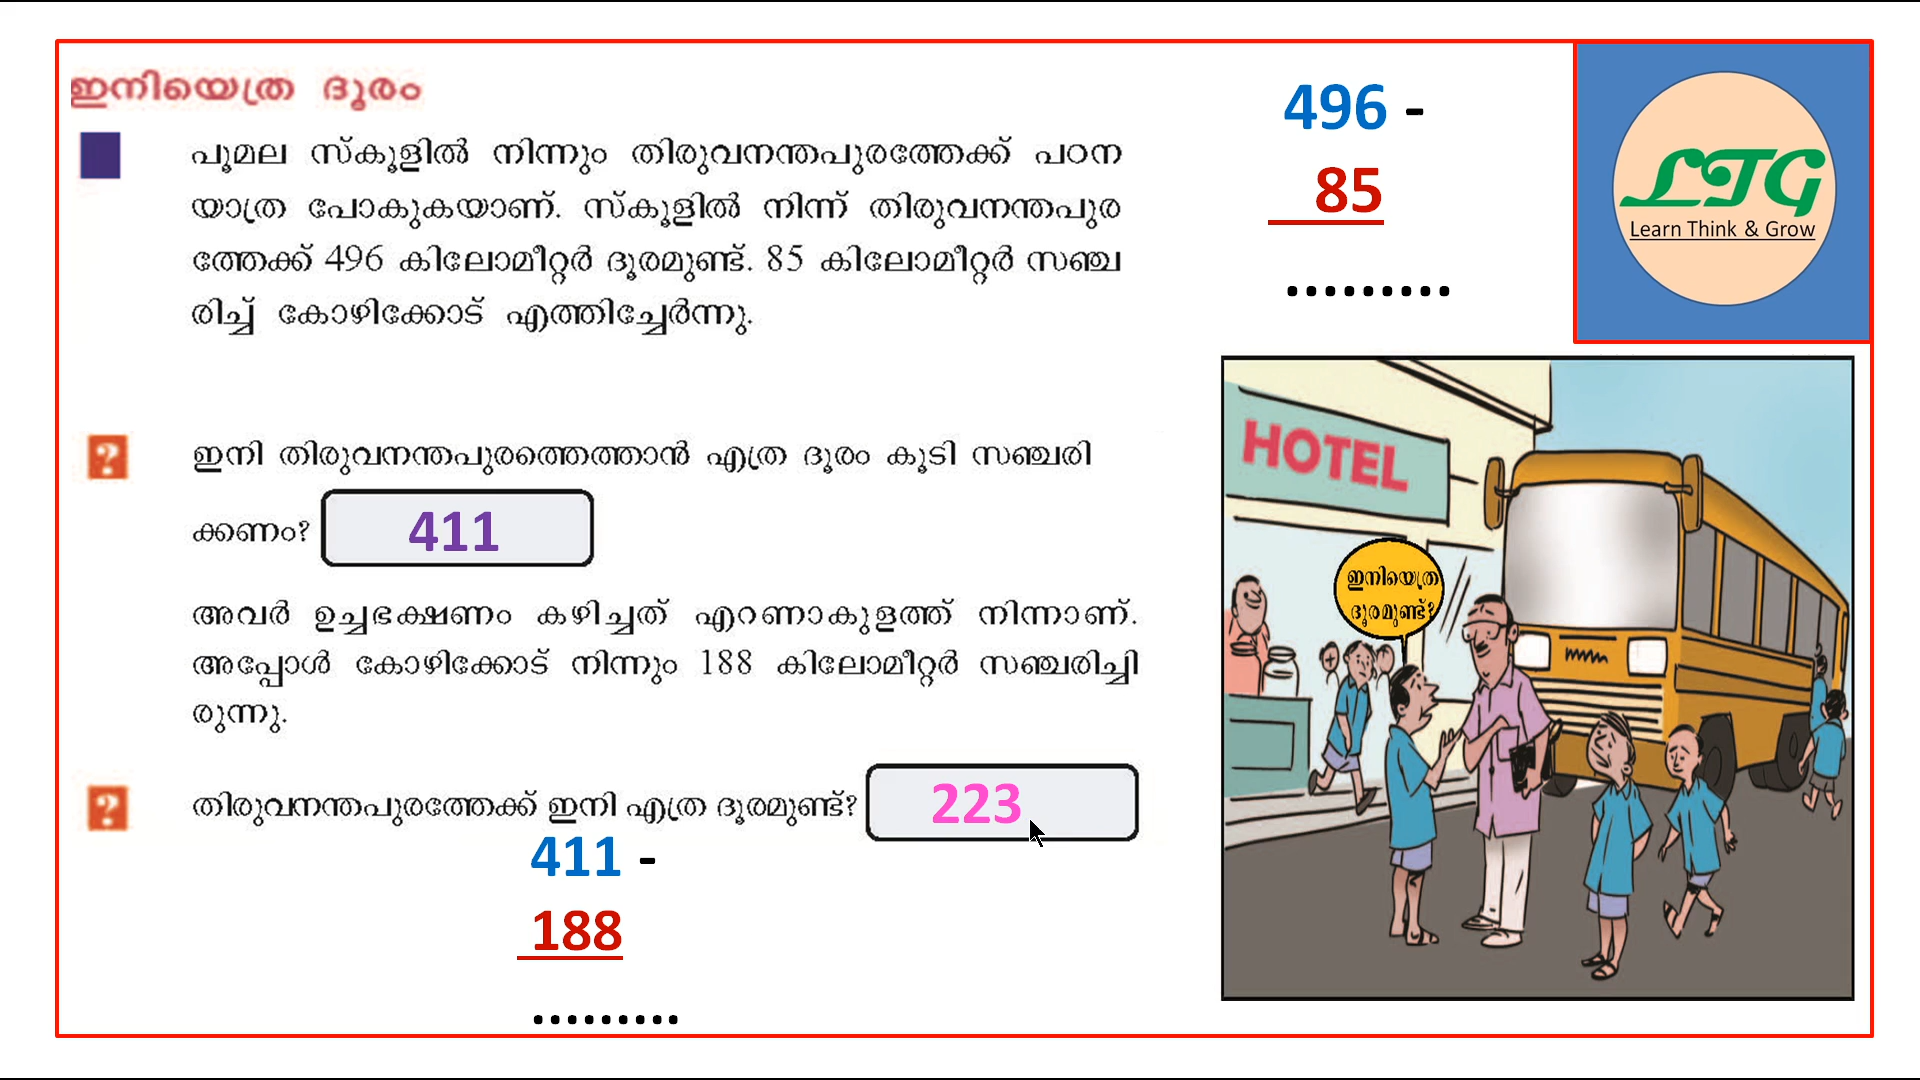 ഇനിയെത്ര ദൂരം
പൂമല സ്കൂളിൽ നിന്നും തിരുവനന്തപുരത്തേക്ക് പഠന
യാത്ര പോകുകയാണ്. സ്കൂളിൽ നിന്ന് തിരുവനന്തപുര
ത്തേക്ക് 496 കിലോമീറ്റർ ദൂരമുണ്ട്. 85 കിലോമീറ്റർ സഞ്ച
രിച്ച് കോഴിക്കോട് എത്തിച്ചേർന്നു.
496 -
85
.........
LTG
Learn Think & Grow
? ഇനി തിരുവനന്തപുരത്തെത്താൻ എത്ര ദൂരം കൂടി സഞ്ചരി
ക്കണം? 411
അവർ ഉച്ചഭക്ഷണം കഴിച്ചത് എറണാകുളത്ത് നിന്നാണ്.
അപ്പോൾ കോഴിക്കോട് നിന്നും 188 കിലോമീറ്റർ സഞ്ചരിച്ചി
രുന്നു.
? തിരുവനന്തപുരത്തേക്ക് ഇനി എത്ര ദൂരമുണ്ട്? 223
411 -
188
.........
HOTEL
ഇനിയെത്ര
ദൂരമുണ്ട്?